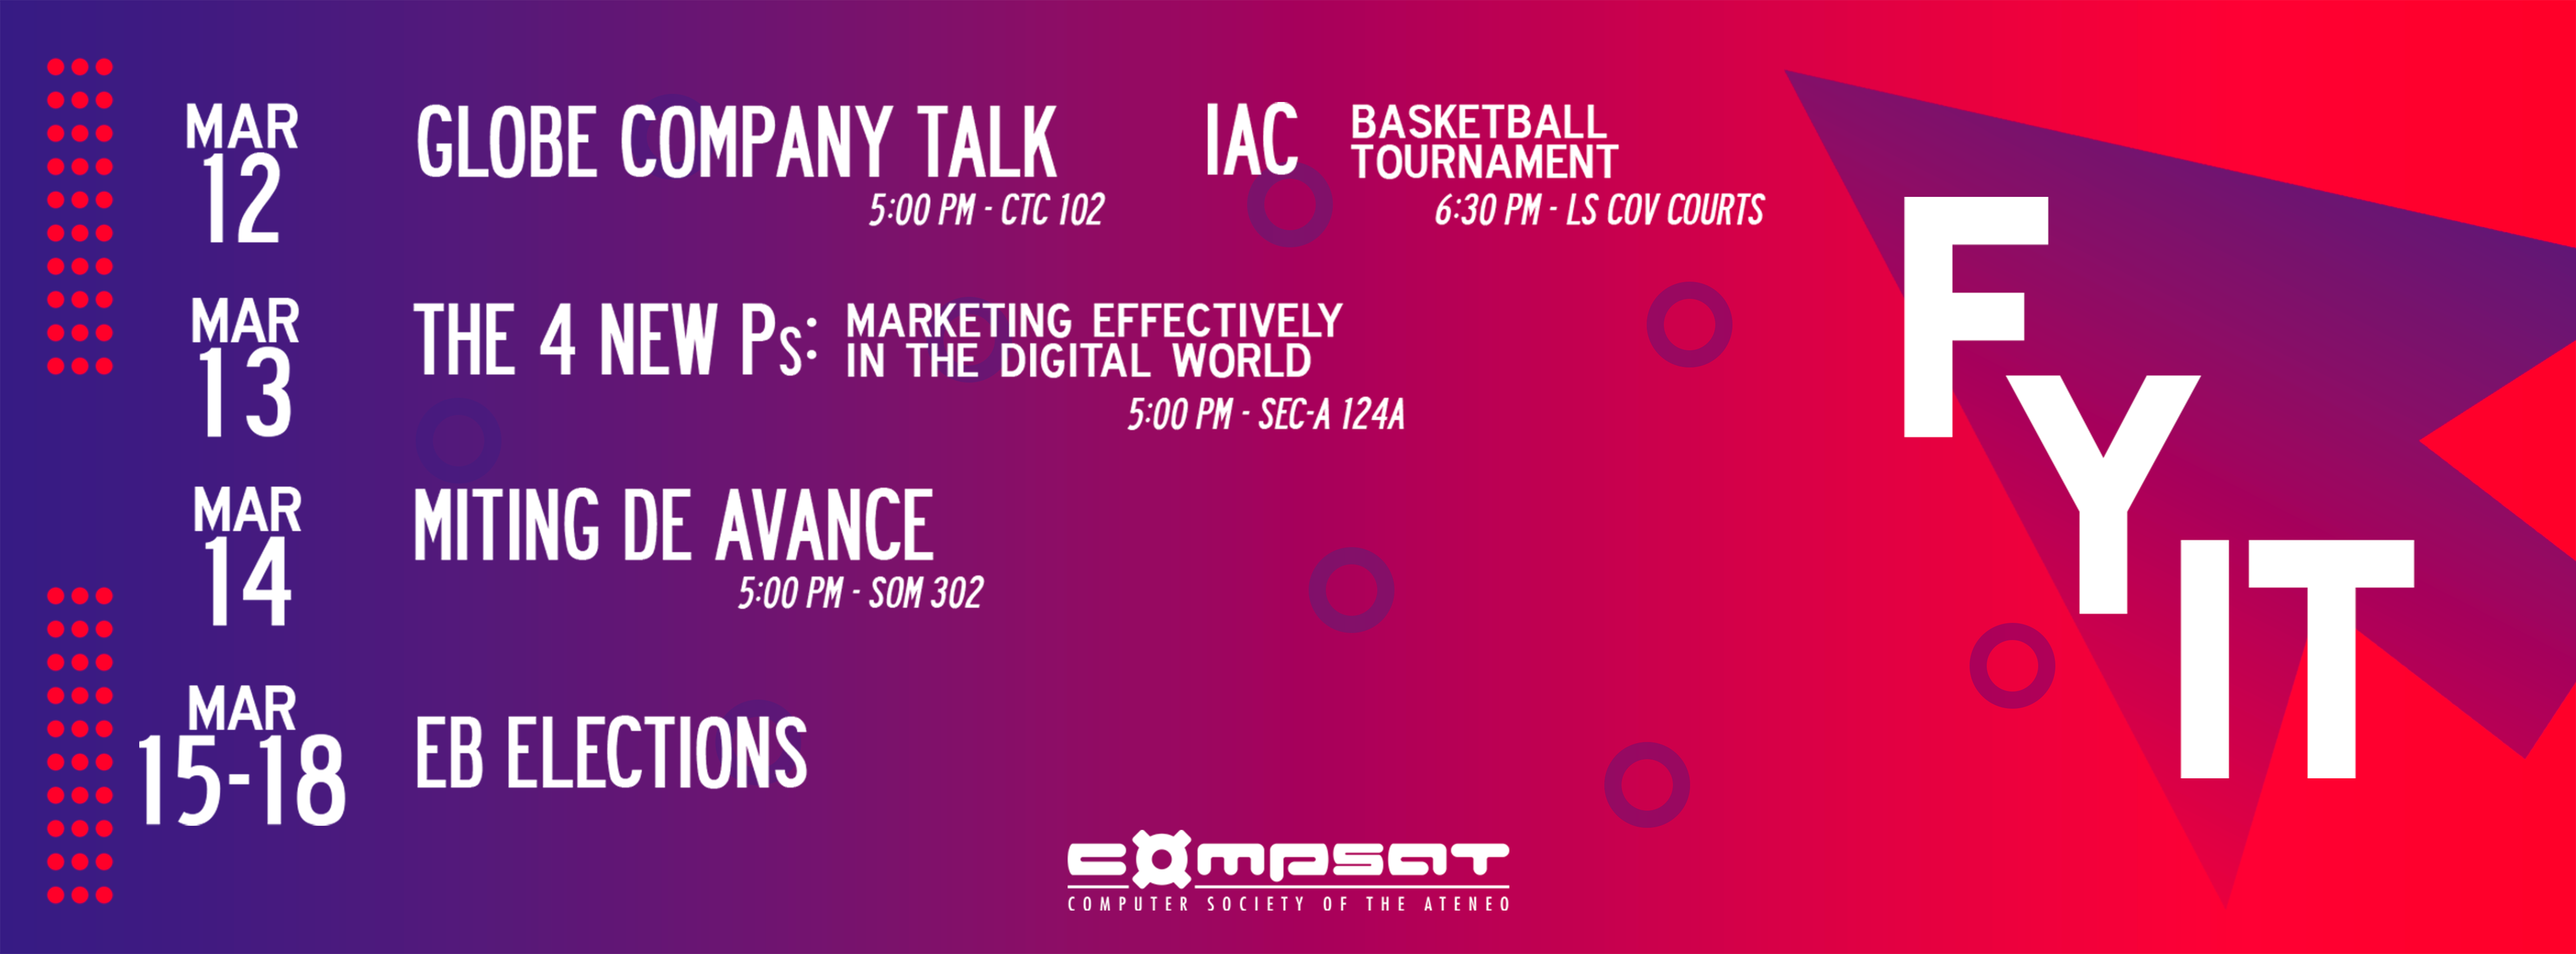 MAR
12
GLOBE COMPANY TALK
5:00 PM - CTC 102
IAC
BASKETBALL
TOURNAMENT
6:30 PM - LS COV COURTS
MAR
13
THE 4 NEW Ps:
MARKETING EFFECTIVELY
IN THE DIGITAL WORLD
5:00 PM - SEC-A 124A
MAR
14
MITING DE AVANCE
5:00 PM - SOM 302
MAR
15-18
EB ELECTIONS
F
Y
IT
COMPSAT
COMPUTER SOCIETY OF THE ATENEO